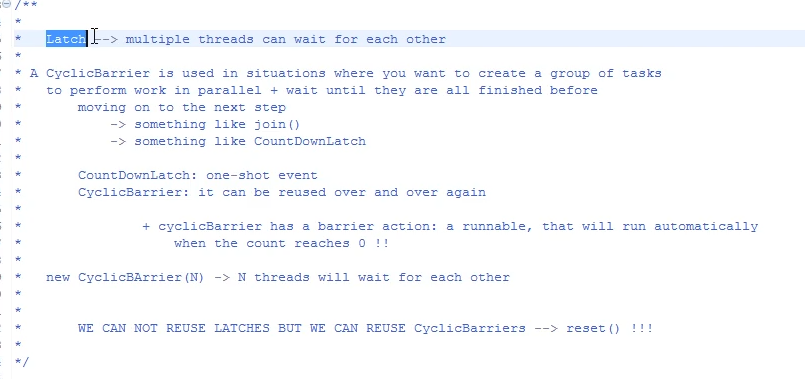 /**
*
* Latch --> multiple threads can wait for each other
*
* A CyclicBarrier is used in situations where you want to create a group of tasks
* to perform work in parallel + wait until they are all finished before
* moving on to the next step
* -> something like join()
* -> something like CountDownLatch
*
* CountDownLatch: one-shot event
* CyclicBarrier: it can be reused over and over again
*
* + cyclicBarrier has a barrier action: a runnable, that will run automatically
* when the count reaches 0 !!
*
* new CyclicBArrier(N) -> N threads will wait for each other
*
*
* WE CAN NOT REUSE LATCHES BUT WE CAN REUSE CyclicBarriers --> reset() !!!
*
*/